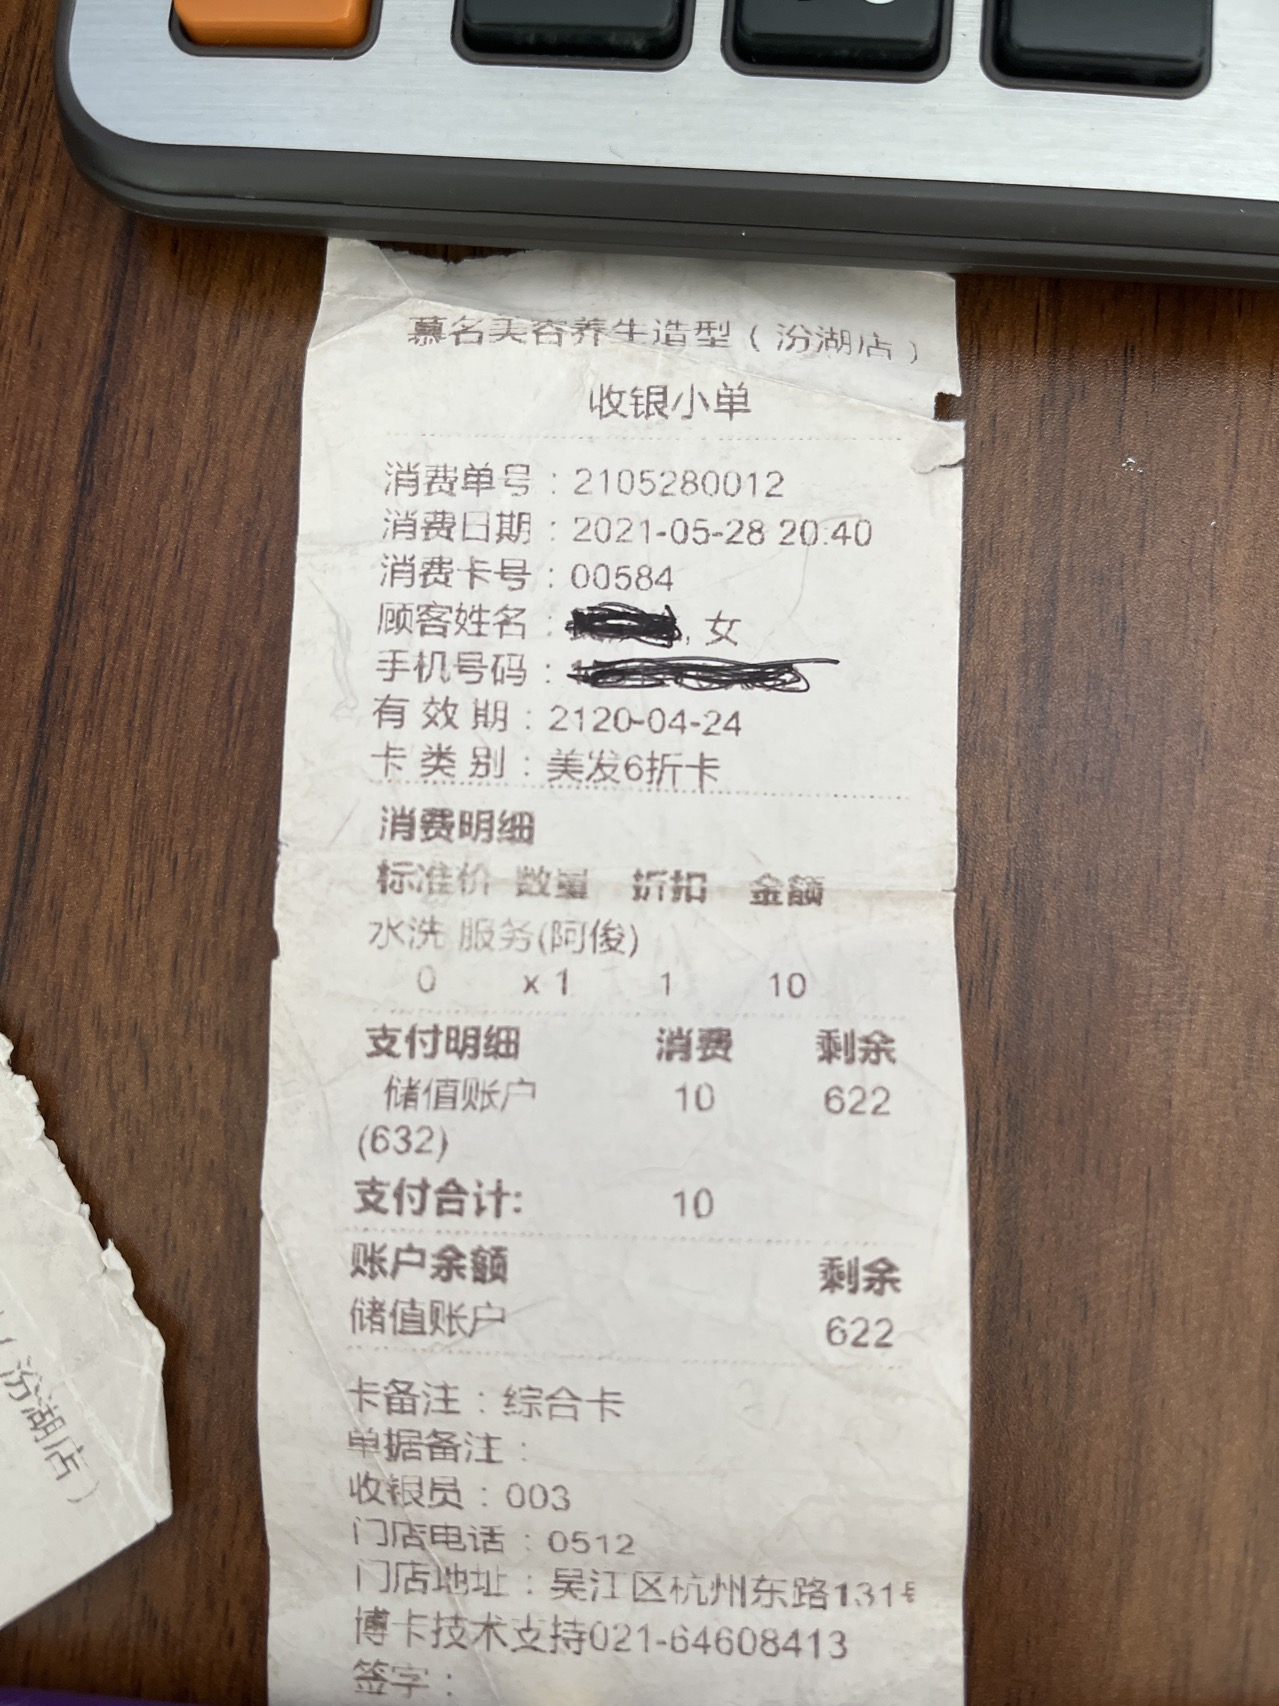 慕名美容养生造型（汾湖店）
收银小单
消费单号：2105280012
消费日期：2021-05-28 20:40
消费卡号：00584
顾客姓名：, 女
手机号码：
有 效 期：2120-04-24
卡 类 别：美发6折卡
消费明细
标准价 数量 折扣 金额
水洗 服务(阿俊)
0 x 1 1 10
支付明细 消费 剩余
储值账户 10 622
(632)
支付合计: 10
账户余额 剩余
储值账户 622
卡备注：综合卡
单据备注：
收银员：003
门店电话：0512
门店地址：吴江区杭州东路131号
博卡技术支持021-64608413
签字：
汾湖店）